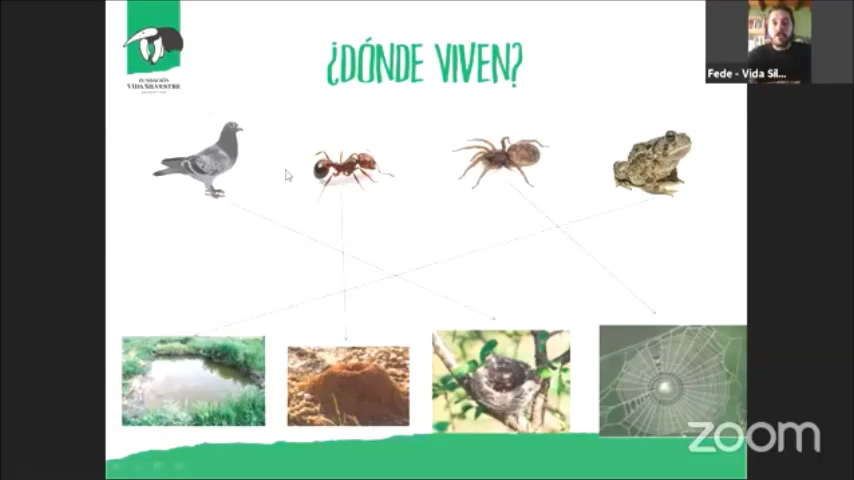 ¿DÓNDE VIVEN?
Fede - Vida Sil...
FUNDACIÓN
VIDA SILVESTRE
zoom